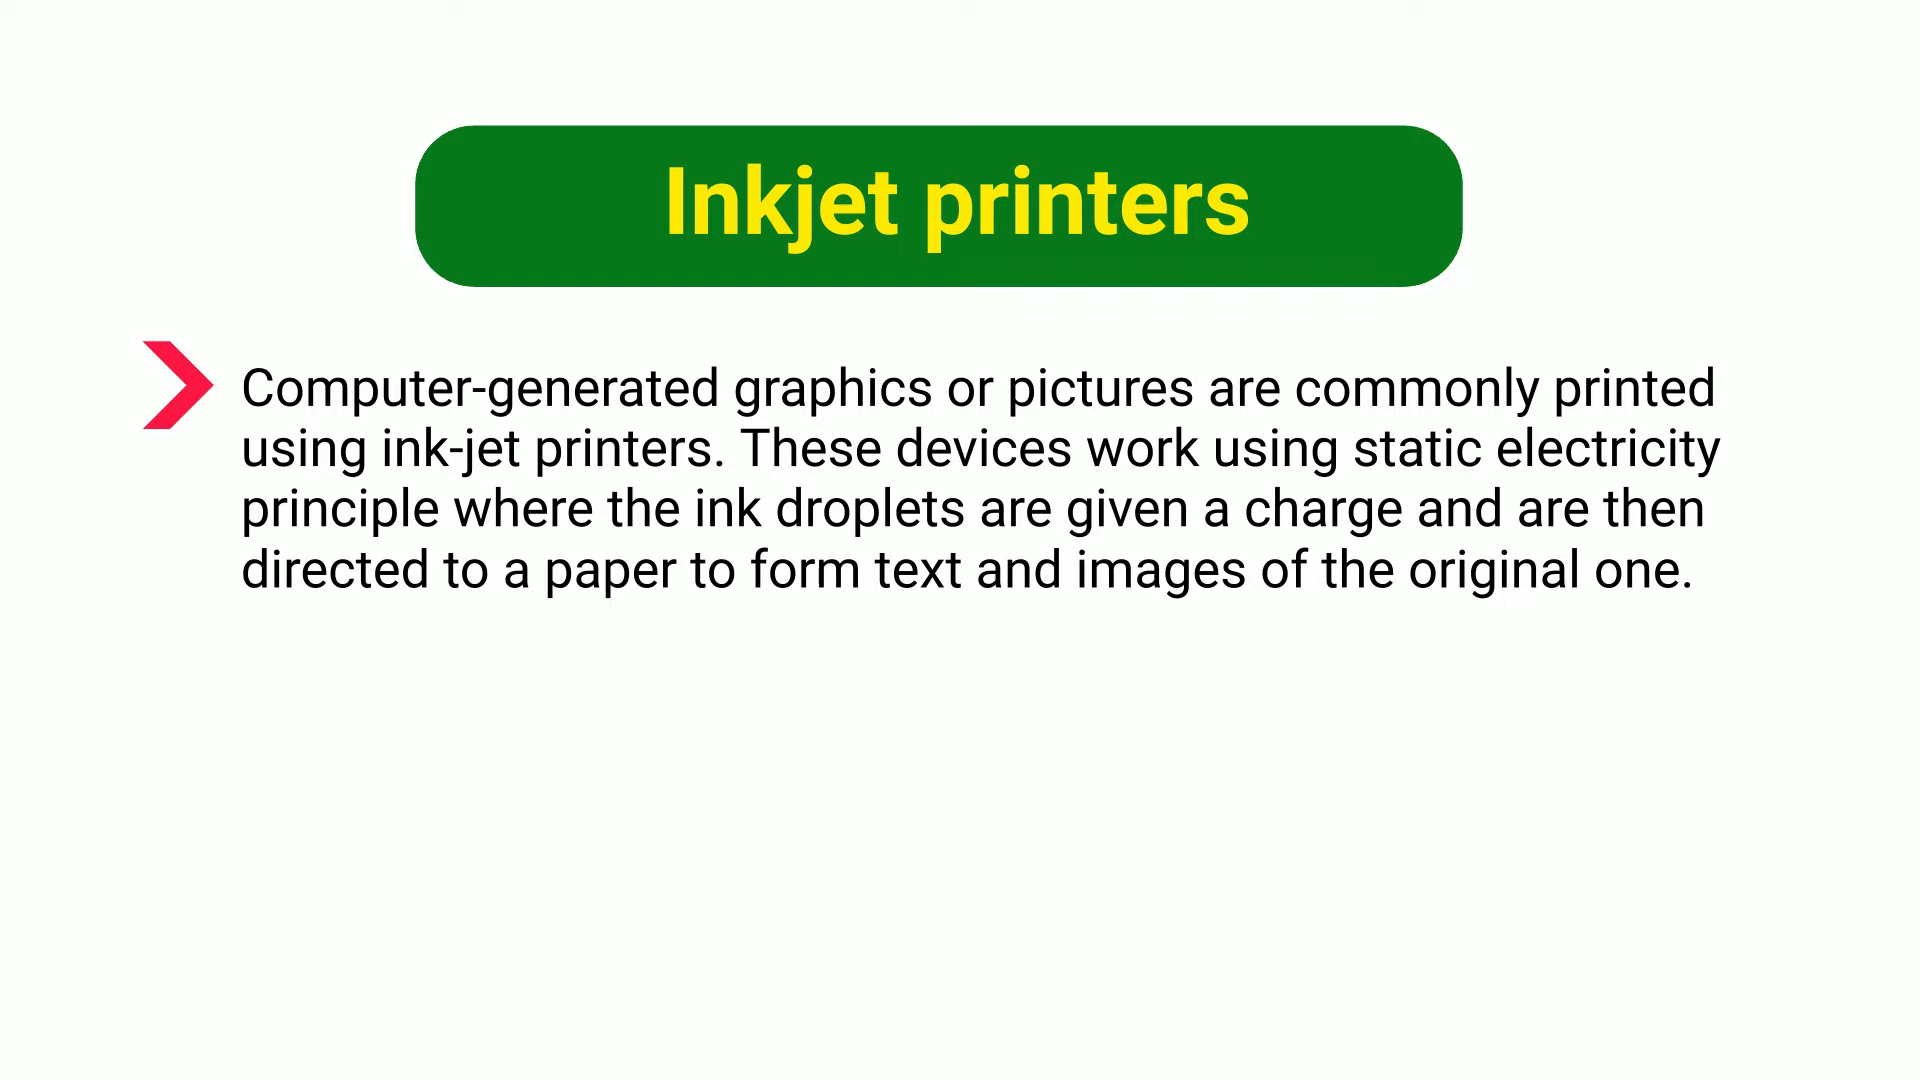 Inkjet printers
Computer-generated graphics or pictures are commonly printed
using ink-jet printers. These devices work using static electricity
principle where the ink droplets are given a charge and are then
directed to a paper to form text and images of the original one.